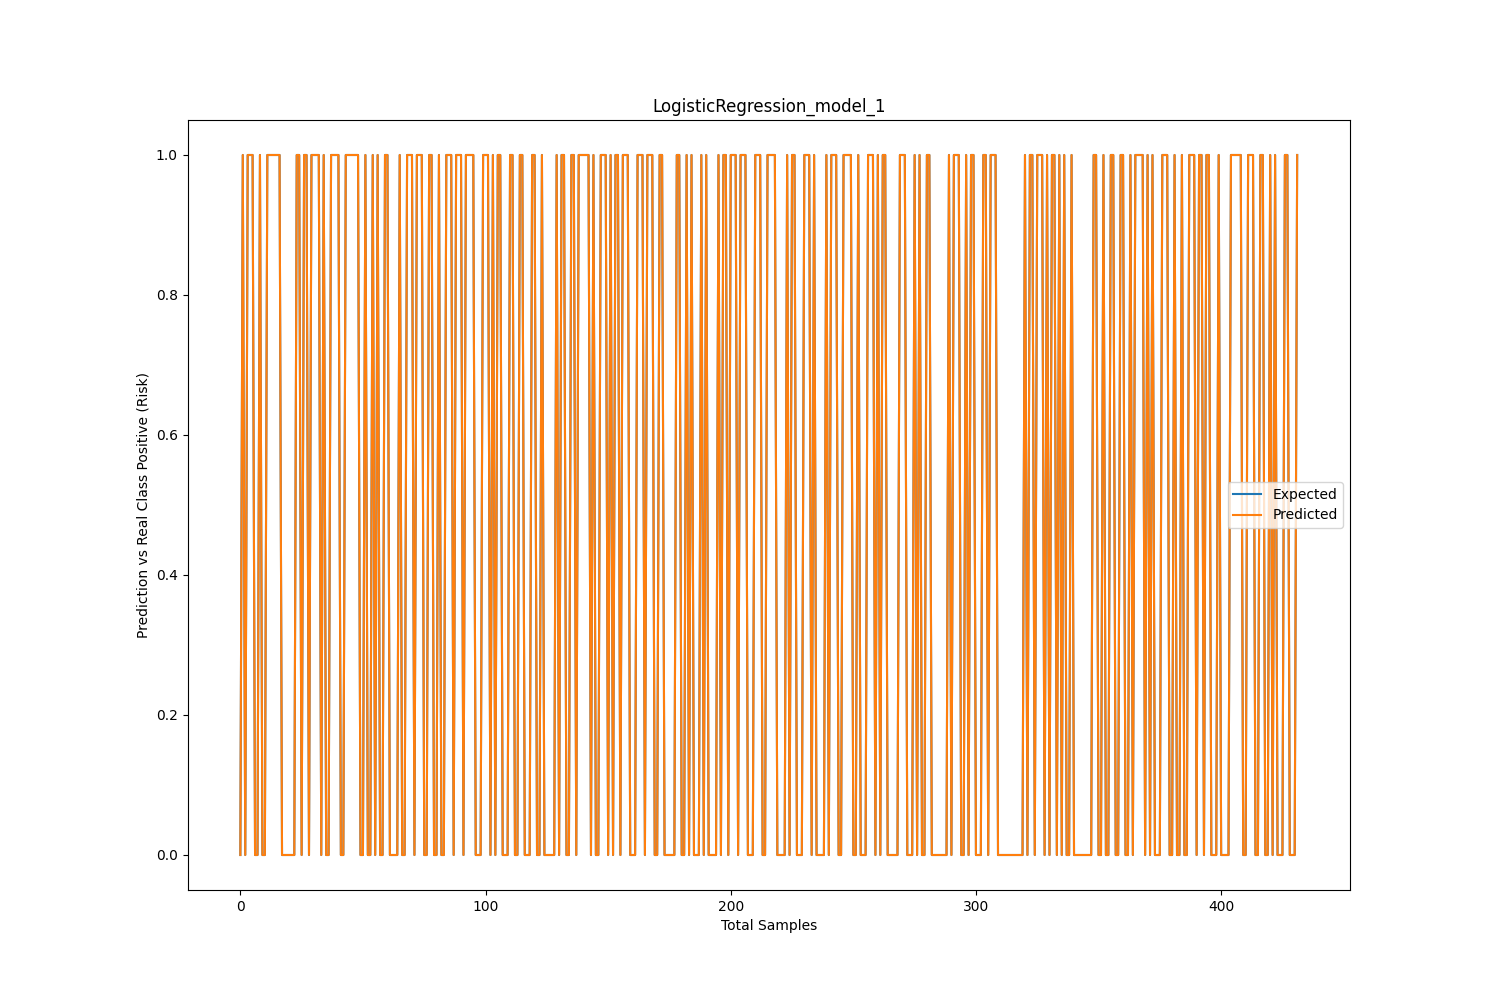 LogisticRegression_model_1
1.0
0.8
0.6
0.4
0.2
0.0
Prediction vs Real Class Positive (Risk)
Expected
Predicted
0 100 200 300 400
Total Samples